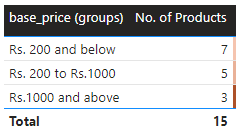 base_price (groups) No. of Products
Rs. 200 and below 7
Rs. 200 to Rs.1000 5
Rs.1000 and above 3
Total 15